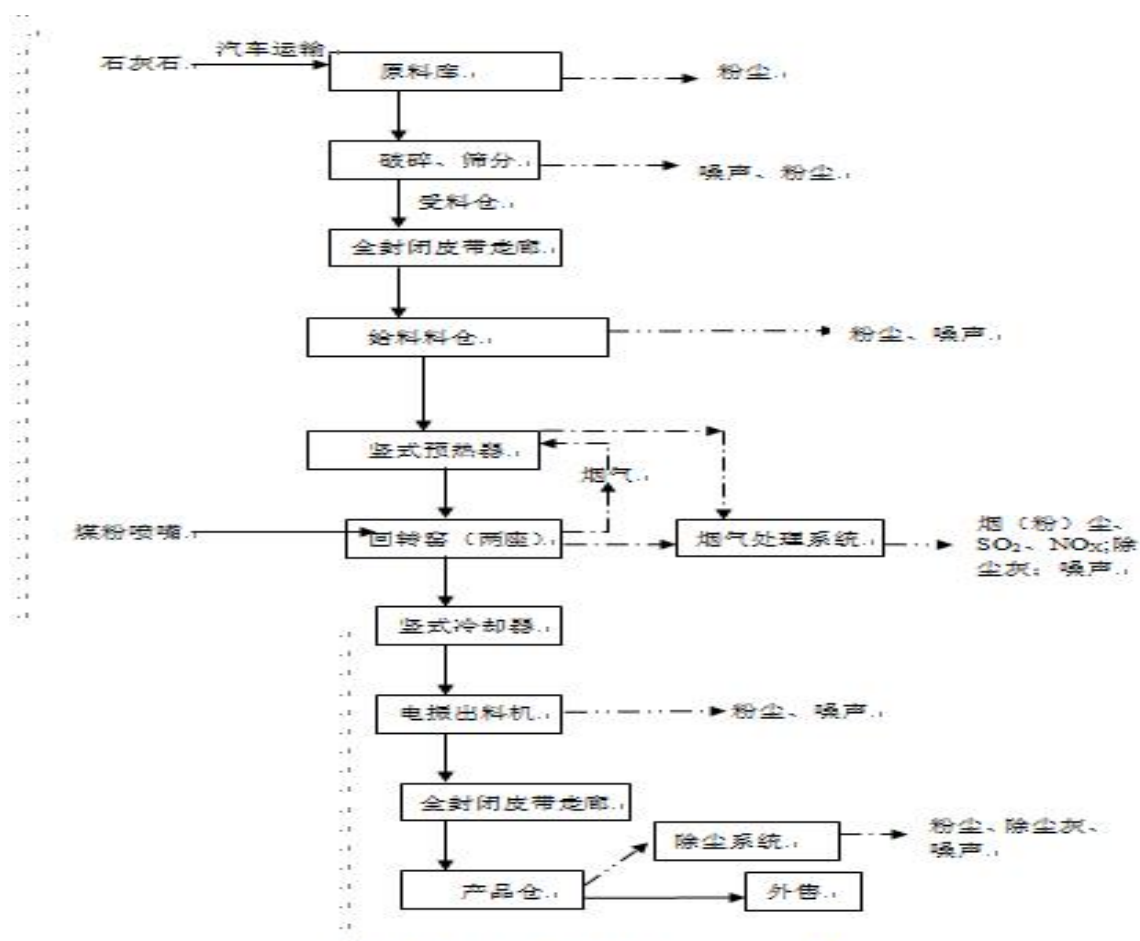 石灰石
汽车运输
原料库
粉尘
破碎、筛分
噪声、粉尘
受料仓
全封闭皮带走廊
给料料仓
粉尘、噪声
竖式预热器
烟气
煤粉喷嘴
回转窑（两座）
烟气处理系统
烟（粉）尘、
SO₂、NOx;除
尘灰；噪声
竖式冷却器
电振出料机
粉尘、噪声
全封闭皮带走廊
除尘系统
粉尘、除尘灰、
噪声
产品仓
外售